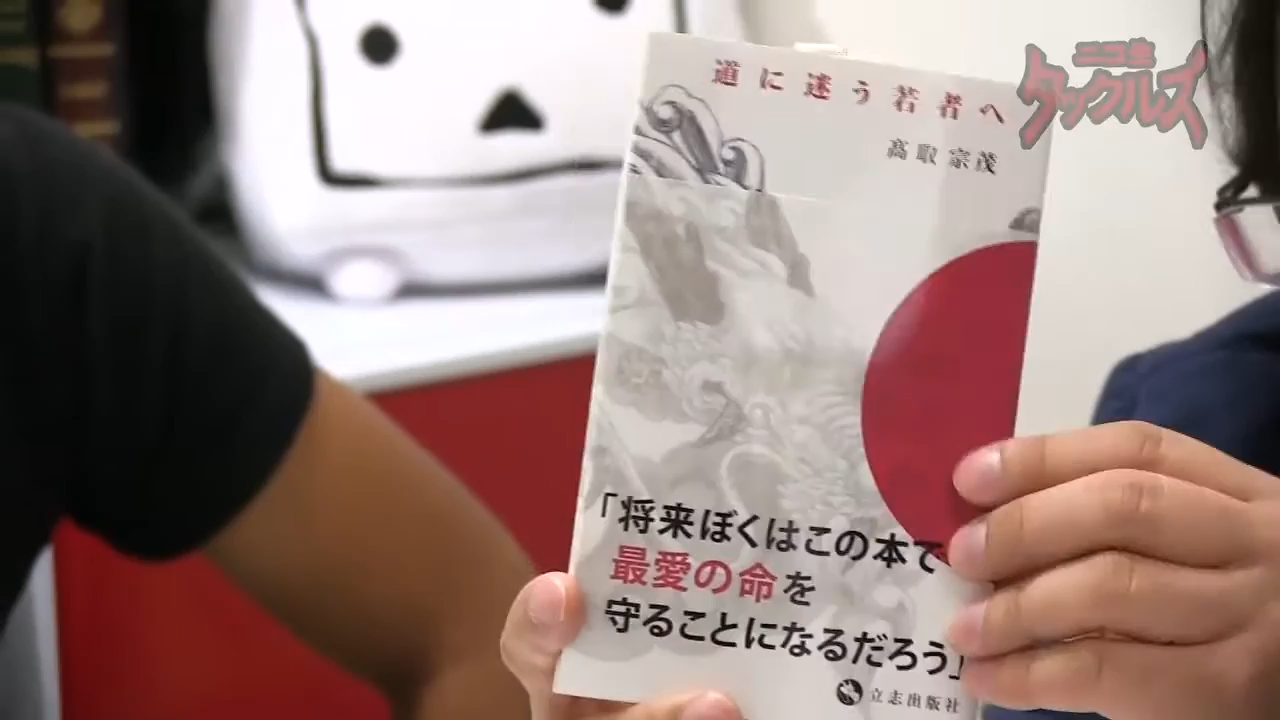 道に迷う若者へ
高取宗茂
ニコ生
タックルズ
「将来ぼくはこの本で
最愛の命を
守ることになるだろう」
立志出版社